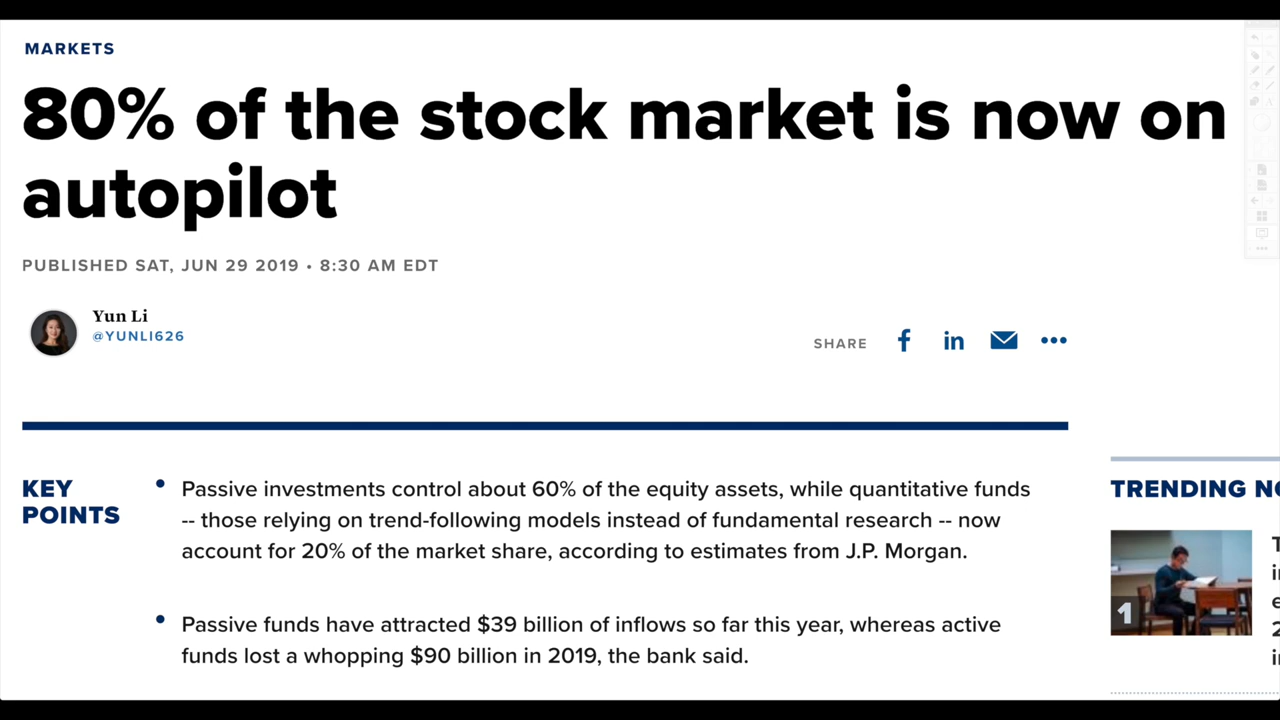 MARKETS
80% of the stock market is now on
autopilot
PUBLISHED SAT, JUN 29 2019 • 8:30 AM EDT
Yun Li
@YUNLI626
SHARE
KEY
POINTS
• Passive investments control about 60% of the equity assets, while quantitative funds
-- those relying on trend-following models instead of fundamental research -- now
account for 20% of the market share, according to estimates from J.P. Morgan.
• Passive funds have attracted $39 billion of inflows so far this year, whereas active
funds lost a whopping $90 billion in 2019, the bank said.
TRENDING
1